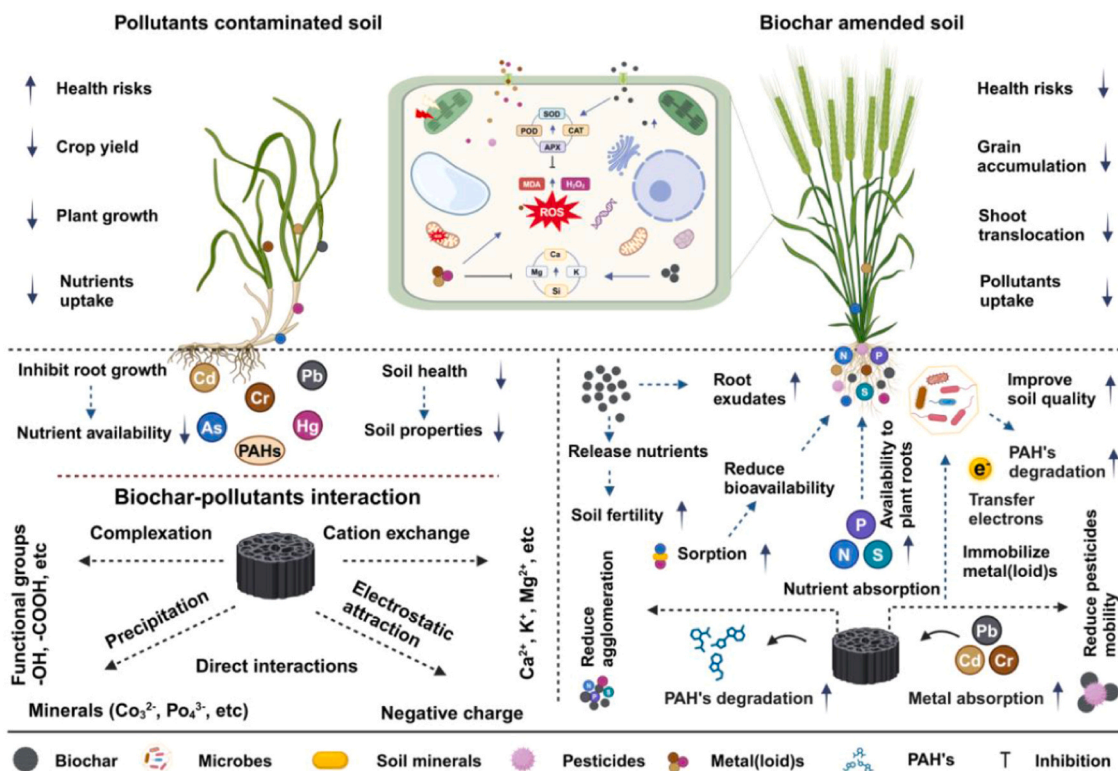 Pollutants contaminated soil
Biochar amended soil
Health risks
Crop yield
Plant growth
Nutrients
uptake
SOD
POD
CAT
APX
MDA
H₂O₂
ROS
Ca
Mg
K
Si
Health risks
Grain
accumulation
Shoot
translocation
Pollutants
uptake
Inhibit root growth
Nutrient availability
Cd
Pb
Cr
As
Hg
PAHs
Soil health
Soil properties
Biochar-pollutants interaction
Complexation
Cation exchange
Precipitation
Electrostatic
attraction
Direct interactions
Functional groups
-OH, -COOH, etc
Ca²⁺, K⁺, Mg²⁺, etc
Minerals (Co₃²⁻, Po₄³⁻, etc)
Negative charge
Root
exudates
Release nutrients
Reduce
bioavailability
Soil fertility
Sorption
N
P
S
Availability to
plant roots
P
N
S
Nutrient absorption
Improve
soil quality
PAH's
degradation
e⁻
Transfer
electrons
Immobilize
metal(loid)s
Reduce
agglomeration
N
S
P
PAH's degradation
Pb
Cd
Cr
Metal absorption
Reduce pesticides
mobility
Biochar
Microbes
Soil minerals
Pesticides
Metal(loid)s
PAH's
Inhibition